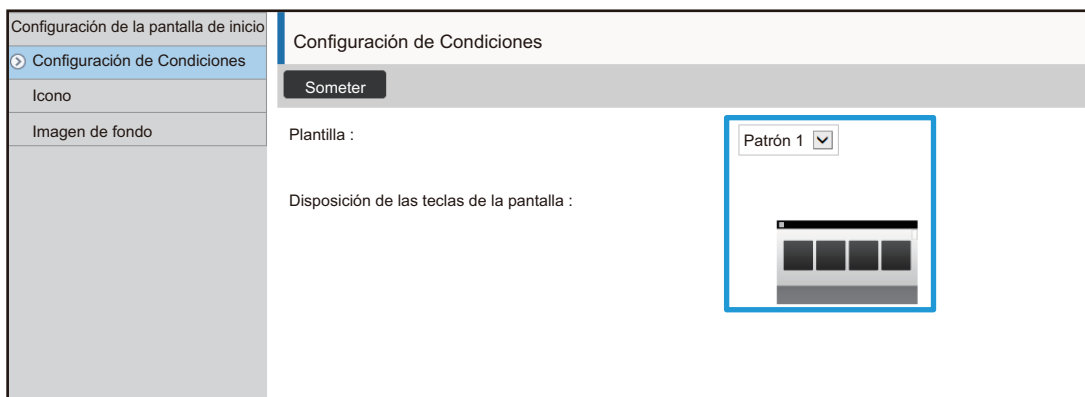 Configuración de la pantalla de inicio
Configuración de Condiciones
Icono
Imagen de fondo
Configuración de Condiciones
Someter
Plantilla :
Patrón 1
Disposición de las teclas de la pantalla :